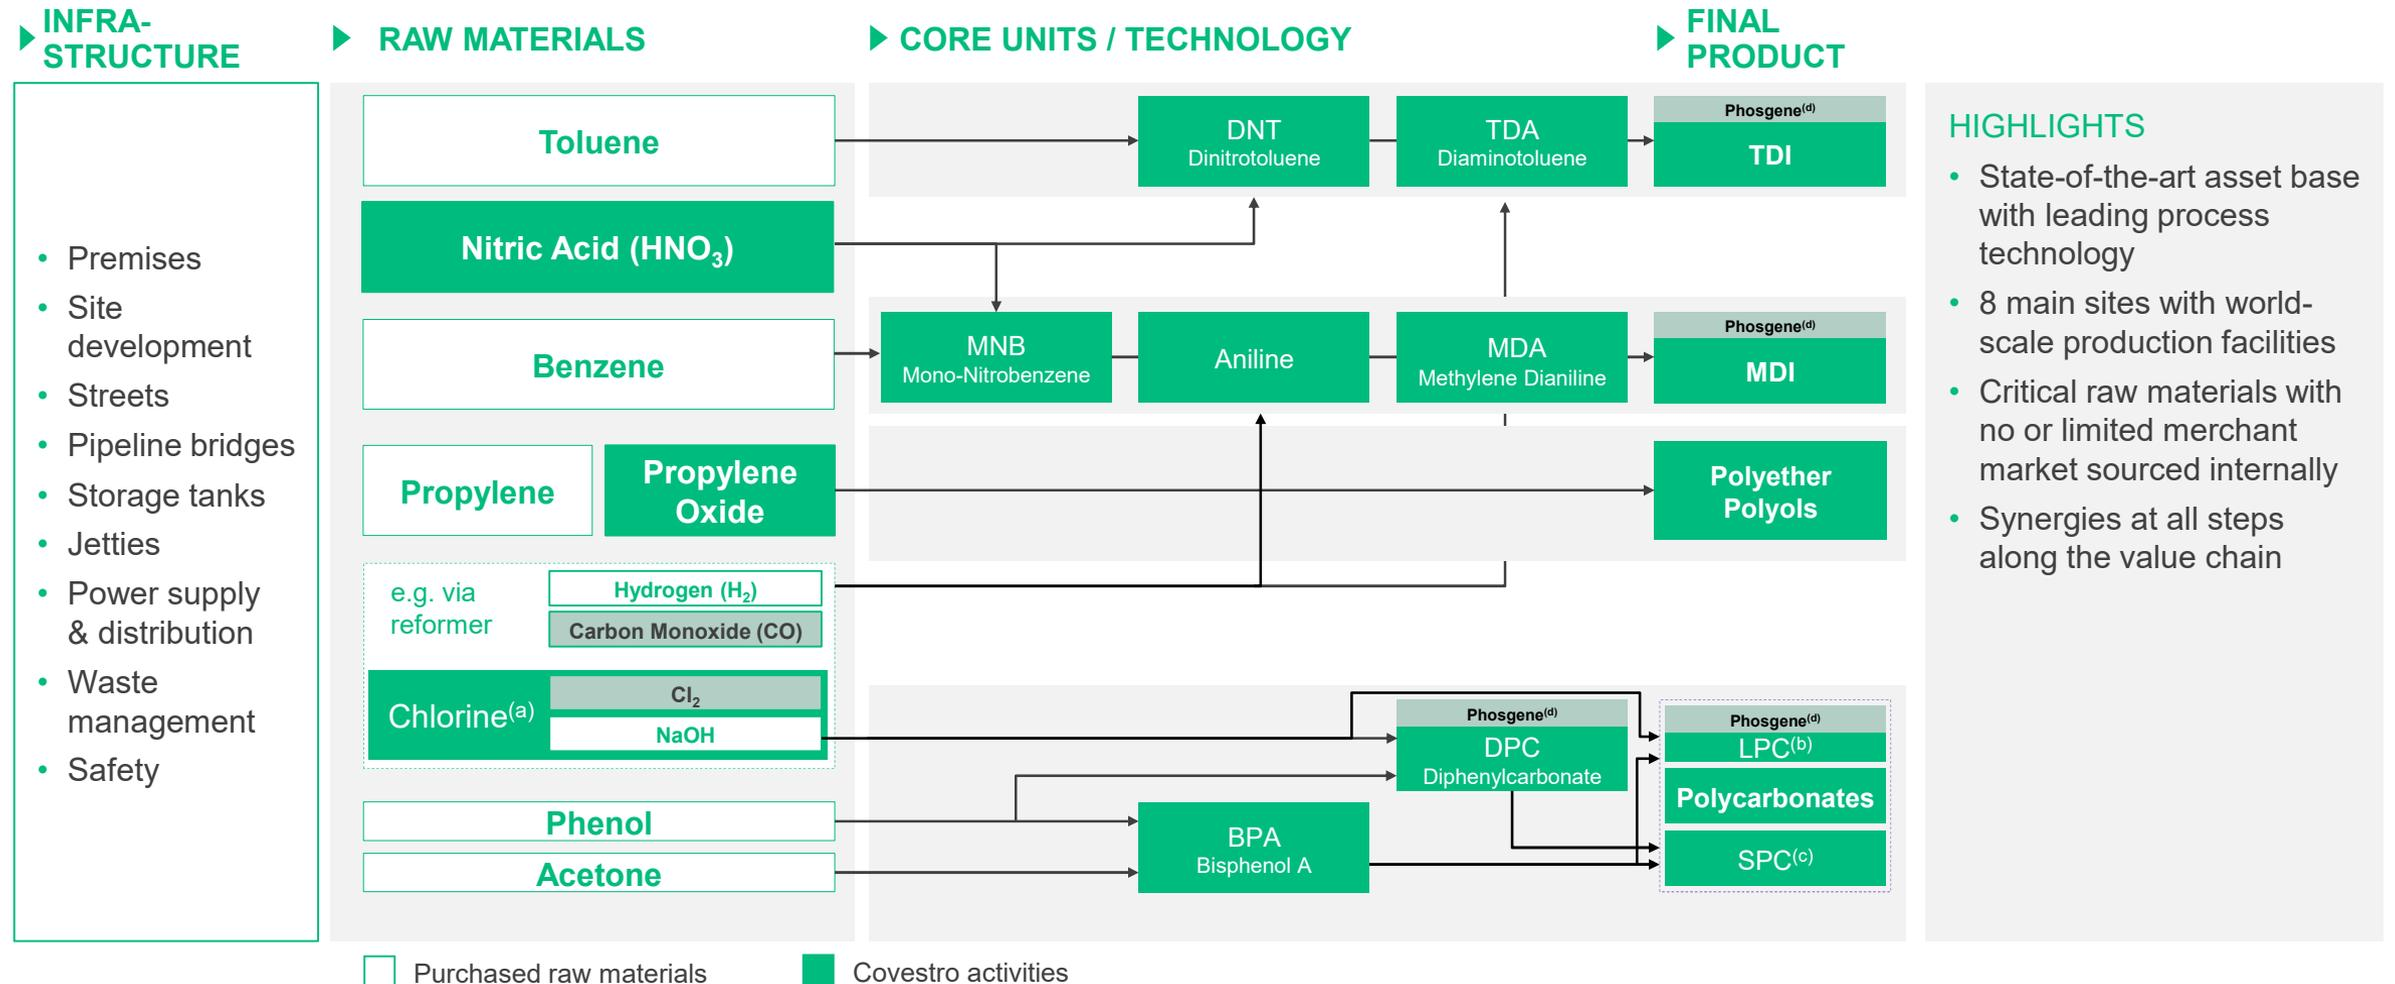 INFRA-
STRUCTURE
RAW MATERIALS
CORE UNITS / TECHNOLOGY
FINAL
PRODUCT
• Premises
• Site
development
• Streets
• Pipeline bridges
• Storage tanks
• Jetties
• Power supply
& distribution
• Waste
management
• Safety
Toluene
Nitric Acid (HNO3)
Benzene
Propylene
Propylene
Oxide
e.g. via
reformer
Hydrogen (H2)
Carbon Monoxide (CO)
Chlorine(a)
Cl2
NaOH
Phenol
Acetone
DNT
Dinitrotoluene
TDA
Diaminotoluene
Phosgene(d)
TDI
MNB
Mono-Nitrobenzene
Aniline
MDA
Methylene Dianiline
Phosgene(d)
MDI
Polyether
Polyols
Phosgene(d)
DPC
Diphenylcarbonate
BPA
Bisphenol A
Phosgene(d)
LPC(b)
Polycarbonates
SPC(c)
HIGHLIGHTS
• State-of-the-art asset base
with leading process
technology
• 8 main sites with world-
scale production facilities
• Critical raw materials with
no or limited merchant
market sourced internally
• Synergies at all steps
along the value chain
Purchased raw materials
Covestro activities